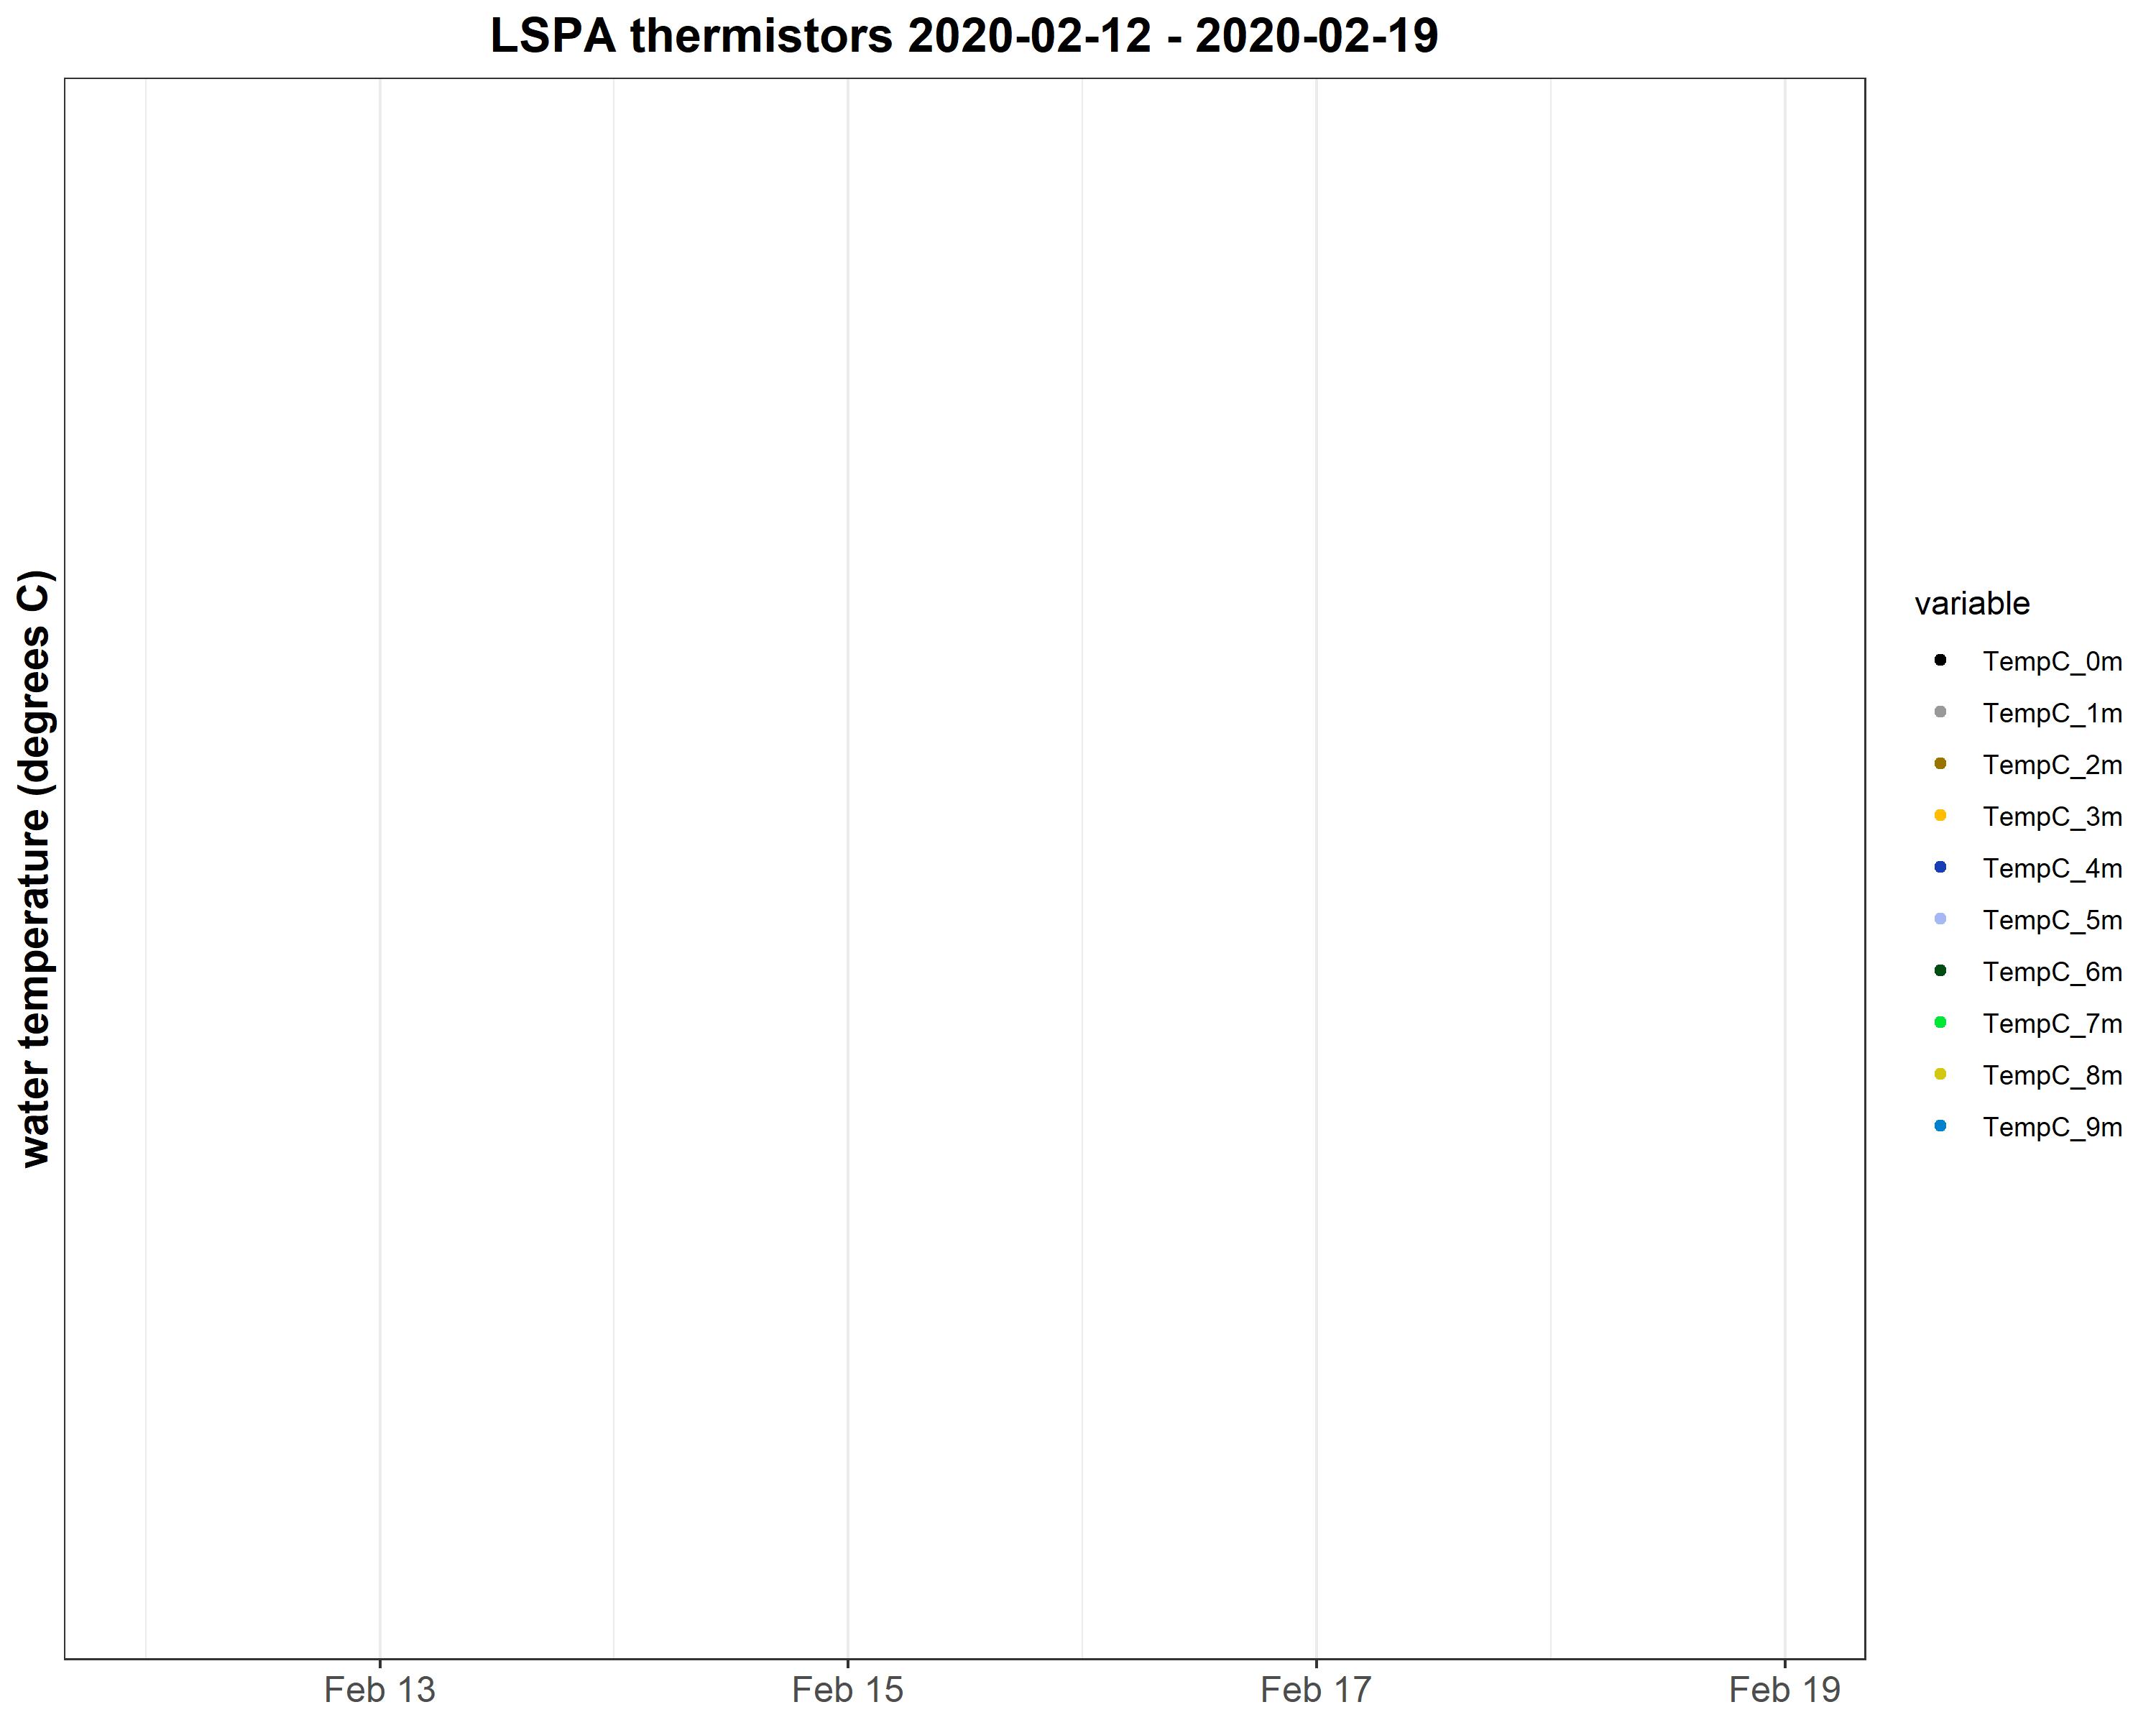 LSPA thermistors 2020-02-12 - 2020-02-19
water temperature (degrees C)
Feb 13
Feb 15
Feb 17
Feb 19
variable
TempC_0m
TempC_1m
TempC_2m
TempC_3m
TempC_4m
TempC_5m
TempC_6m
TempC_7m
TempC_8m
TempC_9m